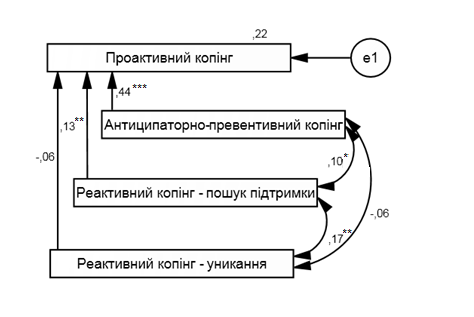 ,22
Проактивний копінг
e1
,44***
,13**
Антиципаторно-превентивний копінг
-,06
,10*
Реактивний копінг - пошук підтримки
-,06
,17**
Реактивний копінг - уникання